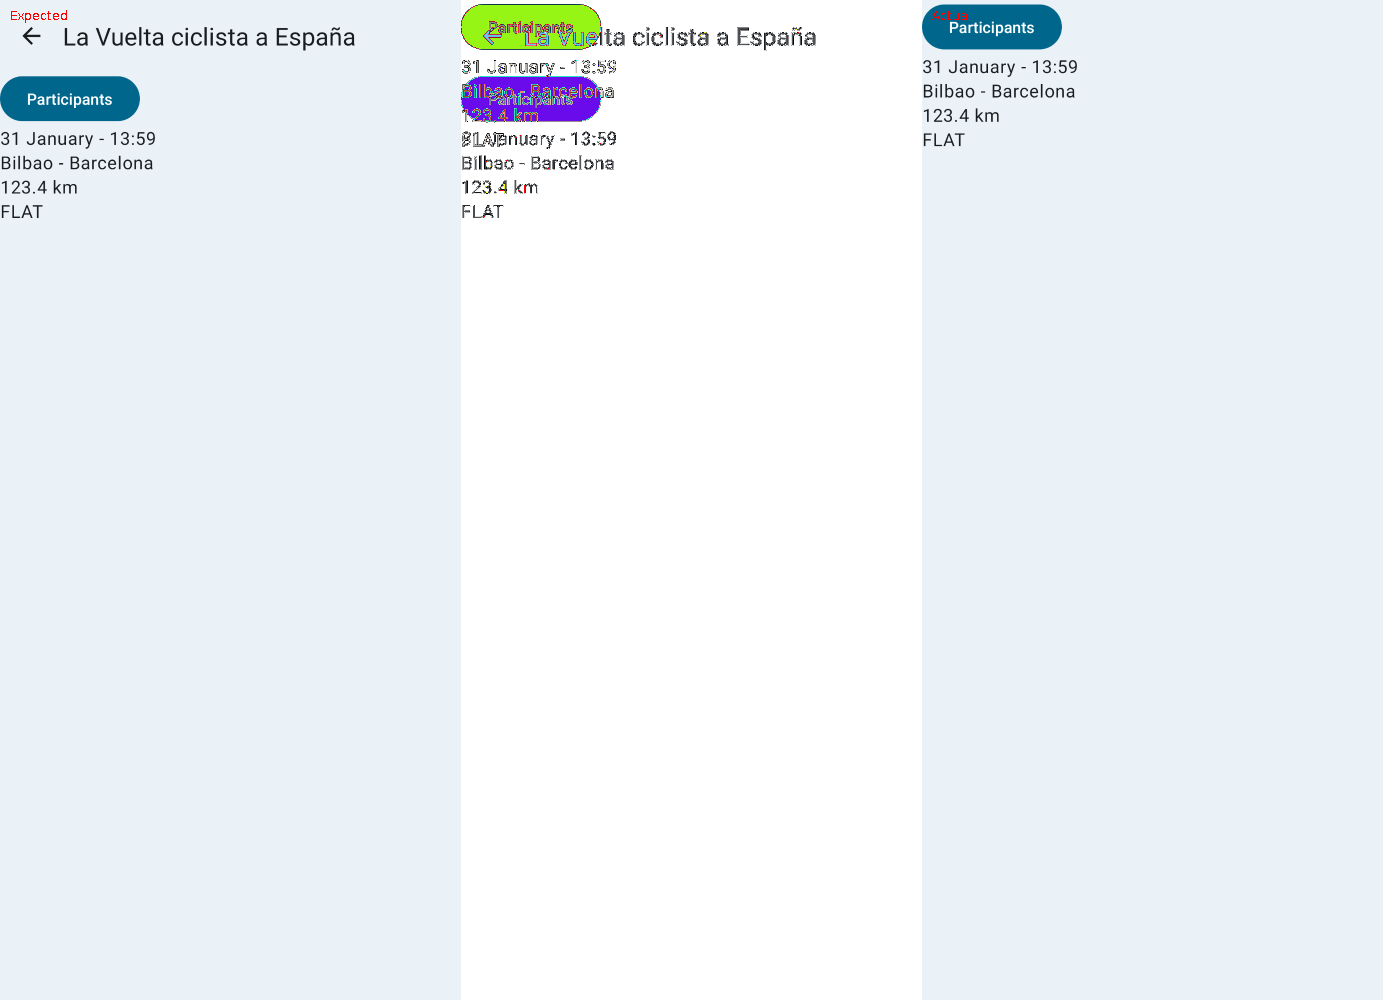 Expected
La Vuelta ciclista a España
Participants
31 January - 13:59
Bilbao - Barcelona
123.4 km
FLAT
Participants
La Vuelta ciclista a España
31 January - 13:59
Bilbao - Barcelona
Participants
123.4 km
FLAT
31 January - 13:59
Bilbao - Barcelona
123.4 km
FLAT
Actual
Participants
31 January - 13:59
Bilbao - Barcelona
123.4 km
FLAT